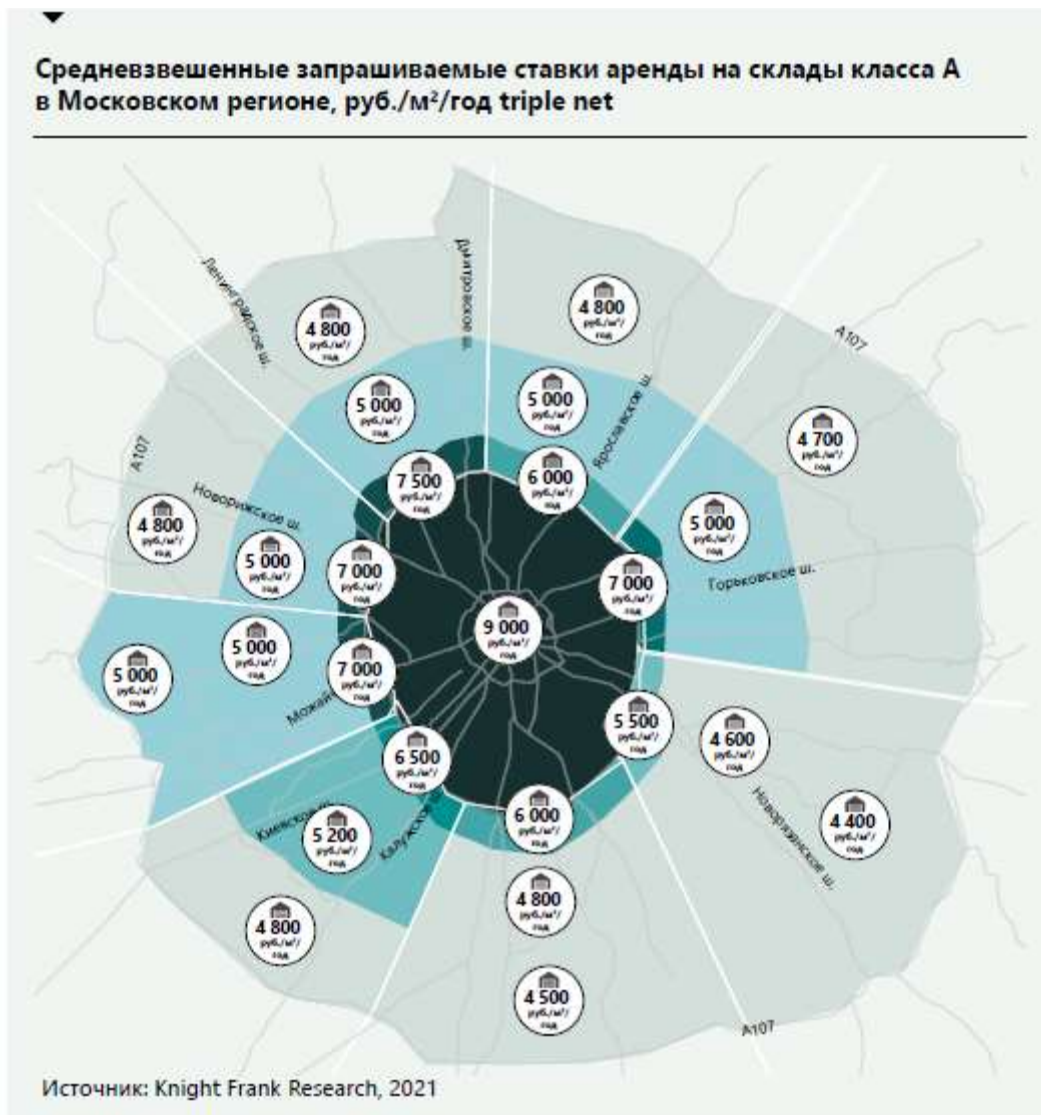 Средневзвешенные запрашиваемые ставки аренды на склады класса А
в Московском регионе, руб./м²/год triple net
Ленинградское ш.
Дмитровское ш.
4 800
руб./м²/
год
4 800
руб./м²/
год
А107
5 000
руб./м²/
год
5 000
руб./м²/
год
Ярославское ш.
4 700
руб./м²/
год
А107
7 500
руб./м²/
год
6 000
руб./м²/
год
Новорижское ш.
4 800
руб./м²/
год
5 000
руб./м²/
год
5 000
руб./м²/
год
7 000
руб./м²/
год
7 000
руб./м²/
год
Горьковское ш.
9 000
руб./м²/
год
5 000
руб./м²/
год
5 000
руб./м²/
год
7 000
руб./м²/
год
5 500
руб./м²/
год
4 600
руб./м²/
год
6 500
руб./м²/
год
Киевское ш.
5 200
руб./м²/
год
Калужское
6 000
руб./м²/
год
Новорязанское ш.
4 400
руб./м²/
год
4 800
руб./м²/
год
4 800
руб./м²/
год
4 500
руб./м²/
год
А107
Источник: Knight Frank Research, 2021